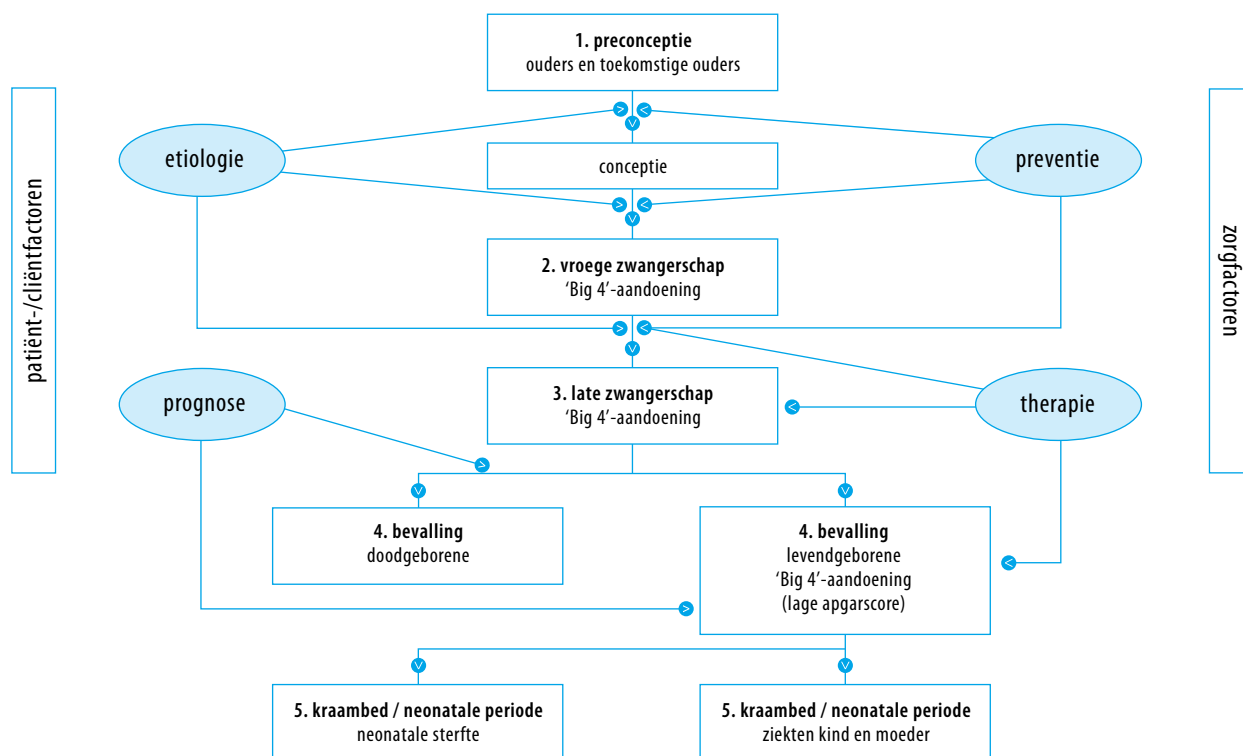 1. preconceptie
ouders en toekomstige ouders
patiënt-/cliëntfactoren
zorgfactoren
etiologie
conceptie
preventie
2. vroege zwangerschap
‘Big 4’-aandoening
prognose
3. late zwangerschap
‘Big 4’-aandoening
therapie
4. bevalling
doodgeborene
4. bevalling
levendgeborene
‘Big 4’-aandoening
(lage apgarscore)
5. kraambed / neonatale periode
neonatale sterfte
5. kraambed / neonatale periode
ziekten kind en moeder